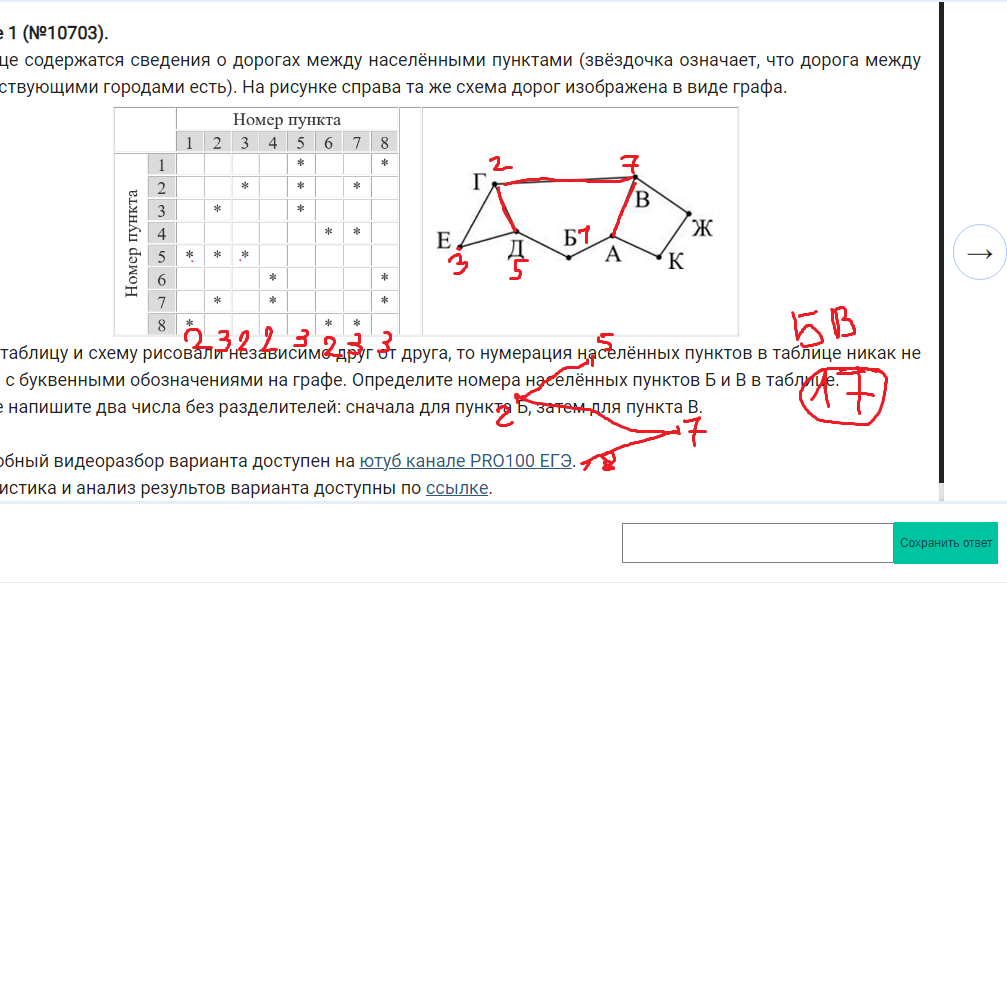 е 1 (№10703).
це содержатся сведения о дорогах между населёнными пунктами (звёздочка означает, что дорога между
ствующими городами есть). На рисунке справа та же схема дорог изображена в виде графа.
Номер пункта
1 2 3 4 5 6 7 8
Номер пункта
1 * *
2 * * *
3 * *
4 * *
5 * * *
6 * *
7 * * *
8 * * *
2 3 2 2 3 2 3 3
2 7
Г В
Ж
Е Д Б 1 А К
3 5
Б В
17
таблицу и схему рисовали независимо друг от друга, то нумерация населённых пунктов в таблице никак не
с буквенными обозначениями на графе. Определите номера населённых пунктов Б и В в таблице.
е напишите два числа без разделителей: сначала для пункта Б, затем для пункта В.
5
2
7
8
обный видеоразбор варианта доступен на ютуб канале PRO100 ЕГЭ.
истика и анализ результов варианта доступны по ссылке.
→
Сохранить ответ